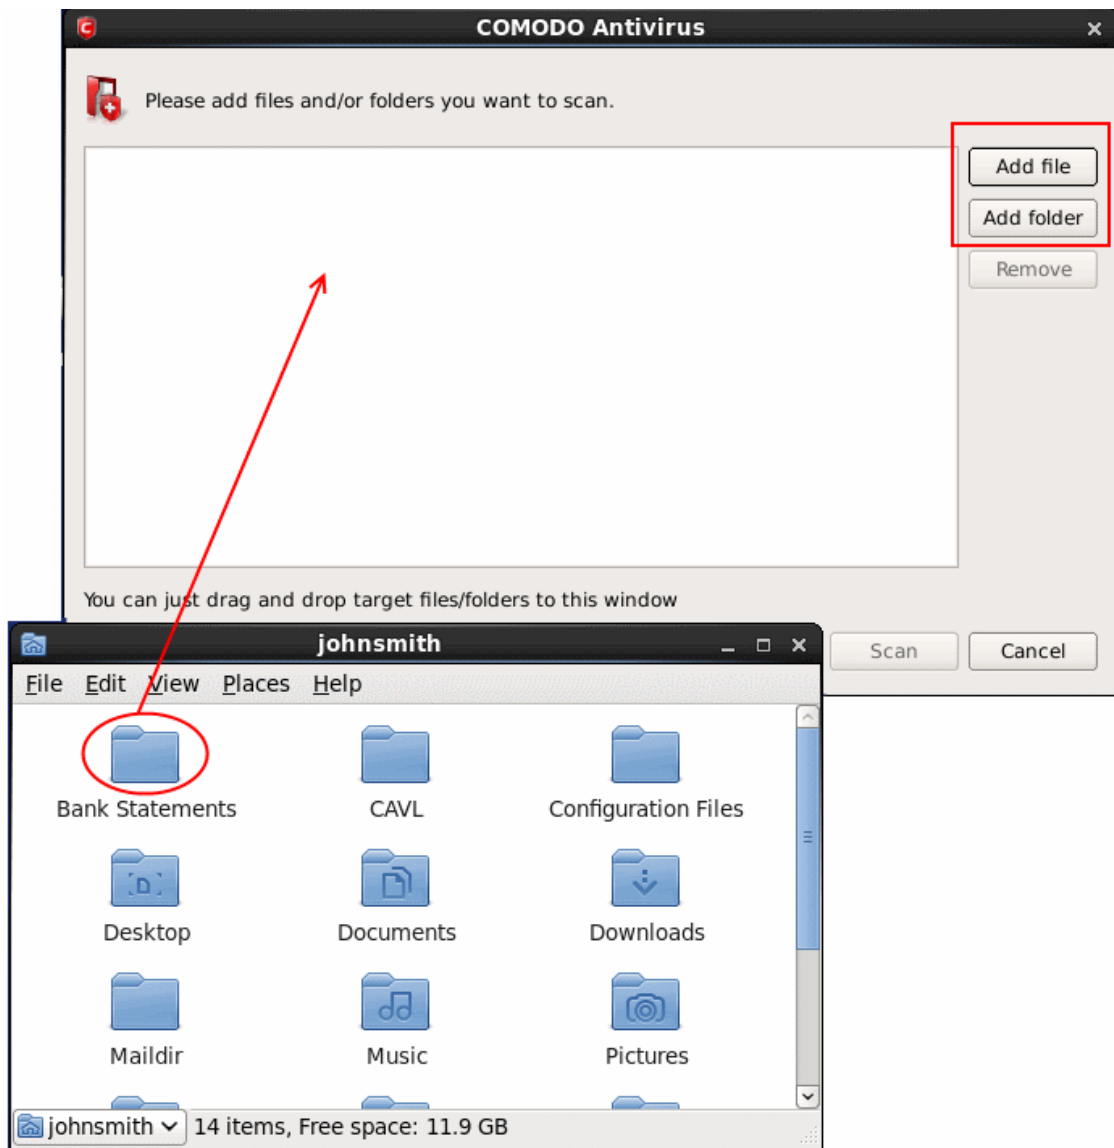 COMODO Antivirus
Please add files and/or folders you want to scan.
Add file
Add folder
Remove
You can just drag and drop target files/folders to this window
Scan
Cancel
johnsmith
File Edit View Places Help
Bank Statements
CAVL
Configuration Files
Desktop
Documents
Downloads
Maildir
Music
Pictures
johnsmith
14 items, Free space: 11.9 GB